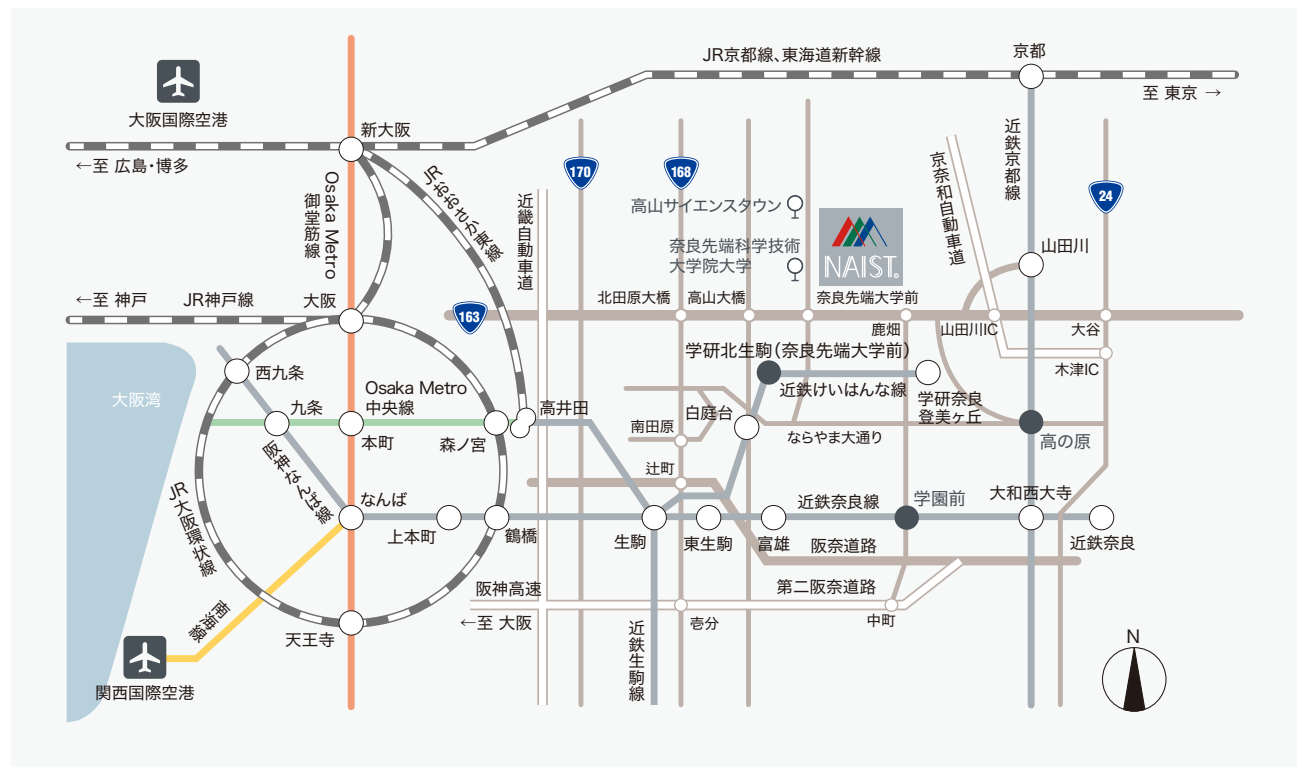 JR京都線、東海道新幹線
京都
至 東京 →
大阪国際空港
新大阪
←至 広島・博多
Osaka Metro
御堂筋線
JRおおさか東線
近畿自動車道
170
168
24
高山サイエンスタウン
奈良先端科学技術
大学院大学
NAIST®
京奈和自動車道
近鉄京都線
山田川
←至 神戸
JR神戸線
大阪
163
北田原大橋
高山大橋
奈良先端大学前
鹿畑
山田川IC
大谷
木津IC
学研北生駒（奈良先端大学前）
近鉄けいはんな線
学研奈良
登美ヶ丘
大阪湾
西九条
九条
Osaka Metro
中央線
本町
森ノ宮
高井田
白庭台
南田原
ならやま大通り
高の原
辻町
阪神なんば線
JR大阪環状線
なんば
上本町
鶴橋
生駒
東生駒
富雄
近鉄奈良線
学園前
大和西大寺
近鉄奈良
阪奈道路
阪神高速
←至 大阪
第二阪奈道路
壱分
中町
近鉄生駒線
南海線
天王寺
関西国際空港
N